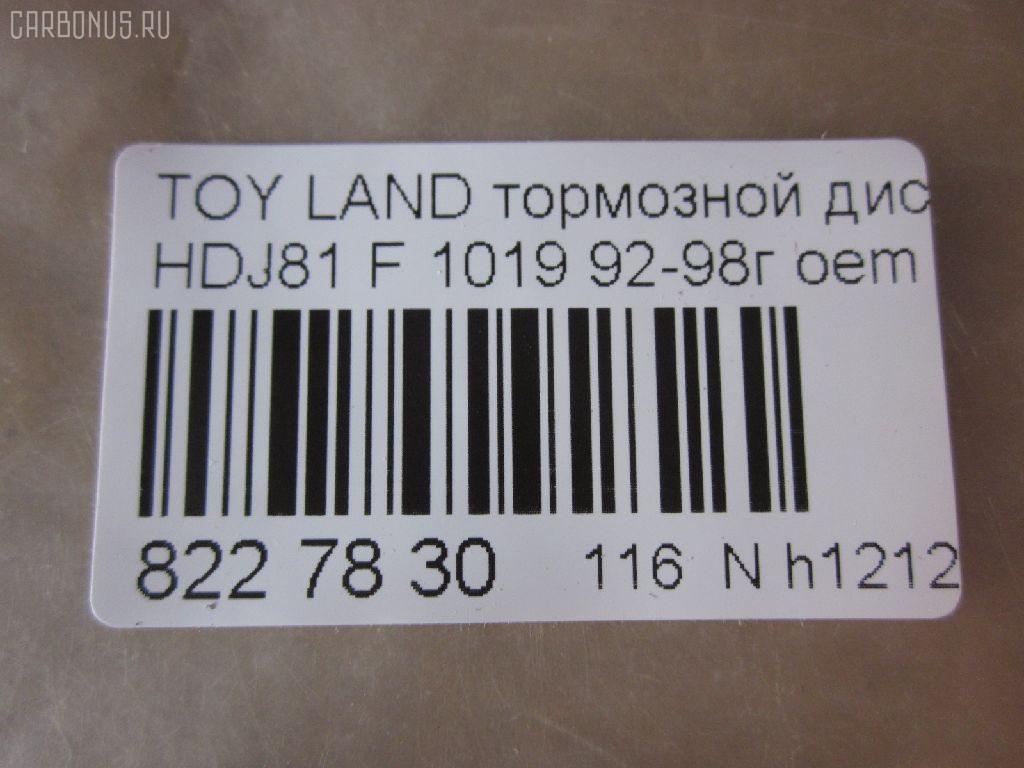 CARBONUS.RU
TOY LAND тормозной дис
HDJ81 F 1019 92-98г oem
822 78 30 116 N h1212